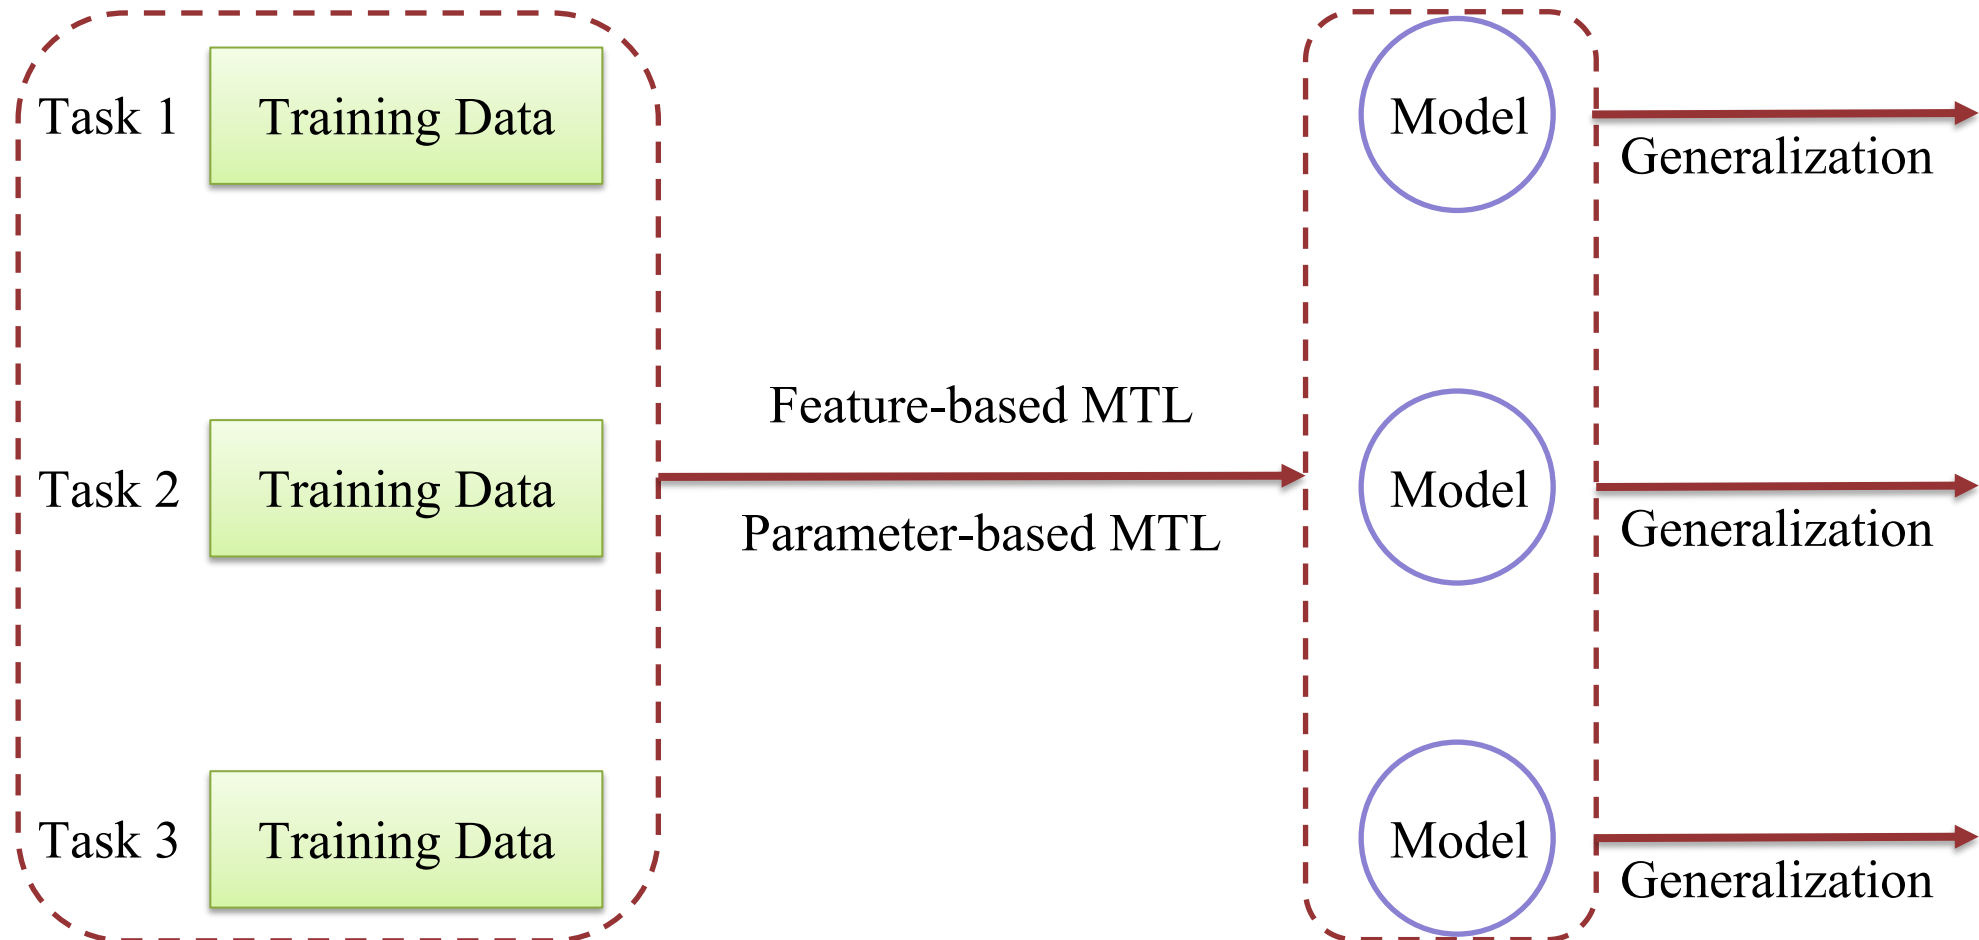 Task 1
Training Data
Model
Generalization
Feature-based MTL
Task 2
Training Data
Model
Parameter-based MTL
Generalization
Task 3
Training Data
Model
Generalization